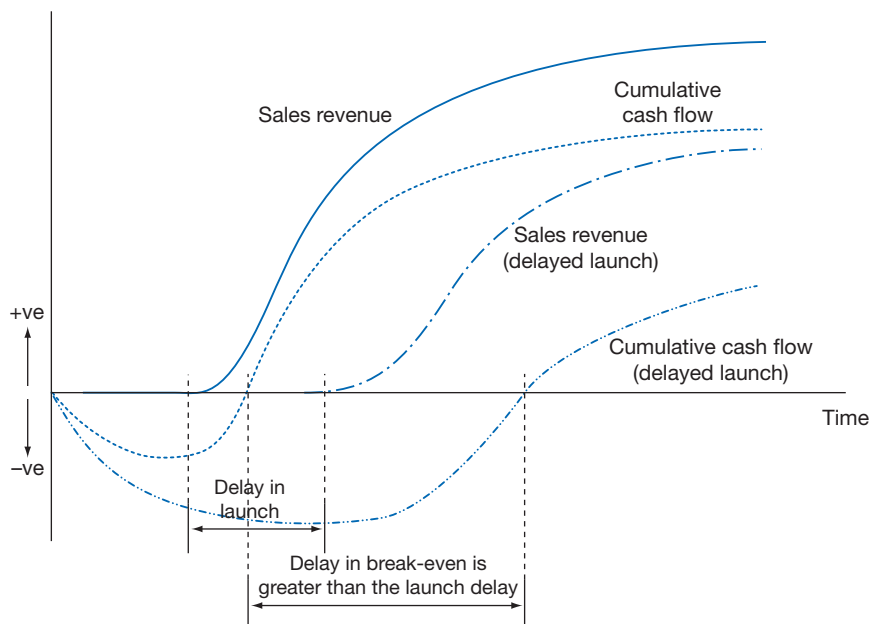 Sales revenue
Cumulative
cash flow
Sales revenue
(delayed launch)
+ve
Cumulative cash flow
(delayed launch)
Time
–ve
Delay in
launch
Delay in break-even is
greater than the launch delay